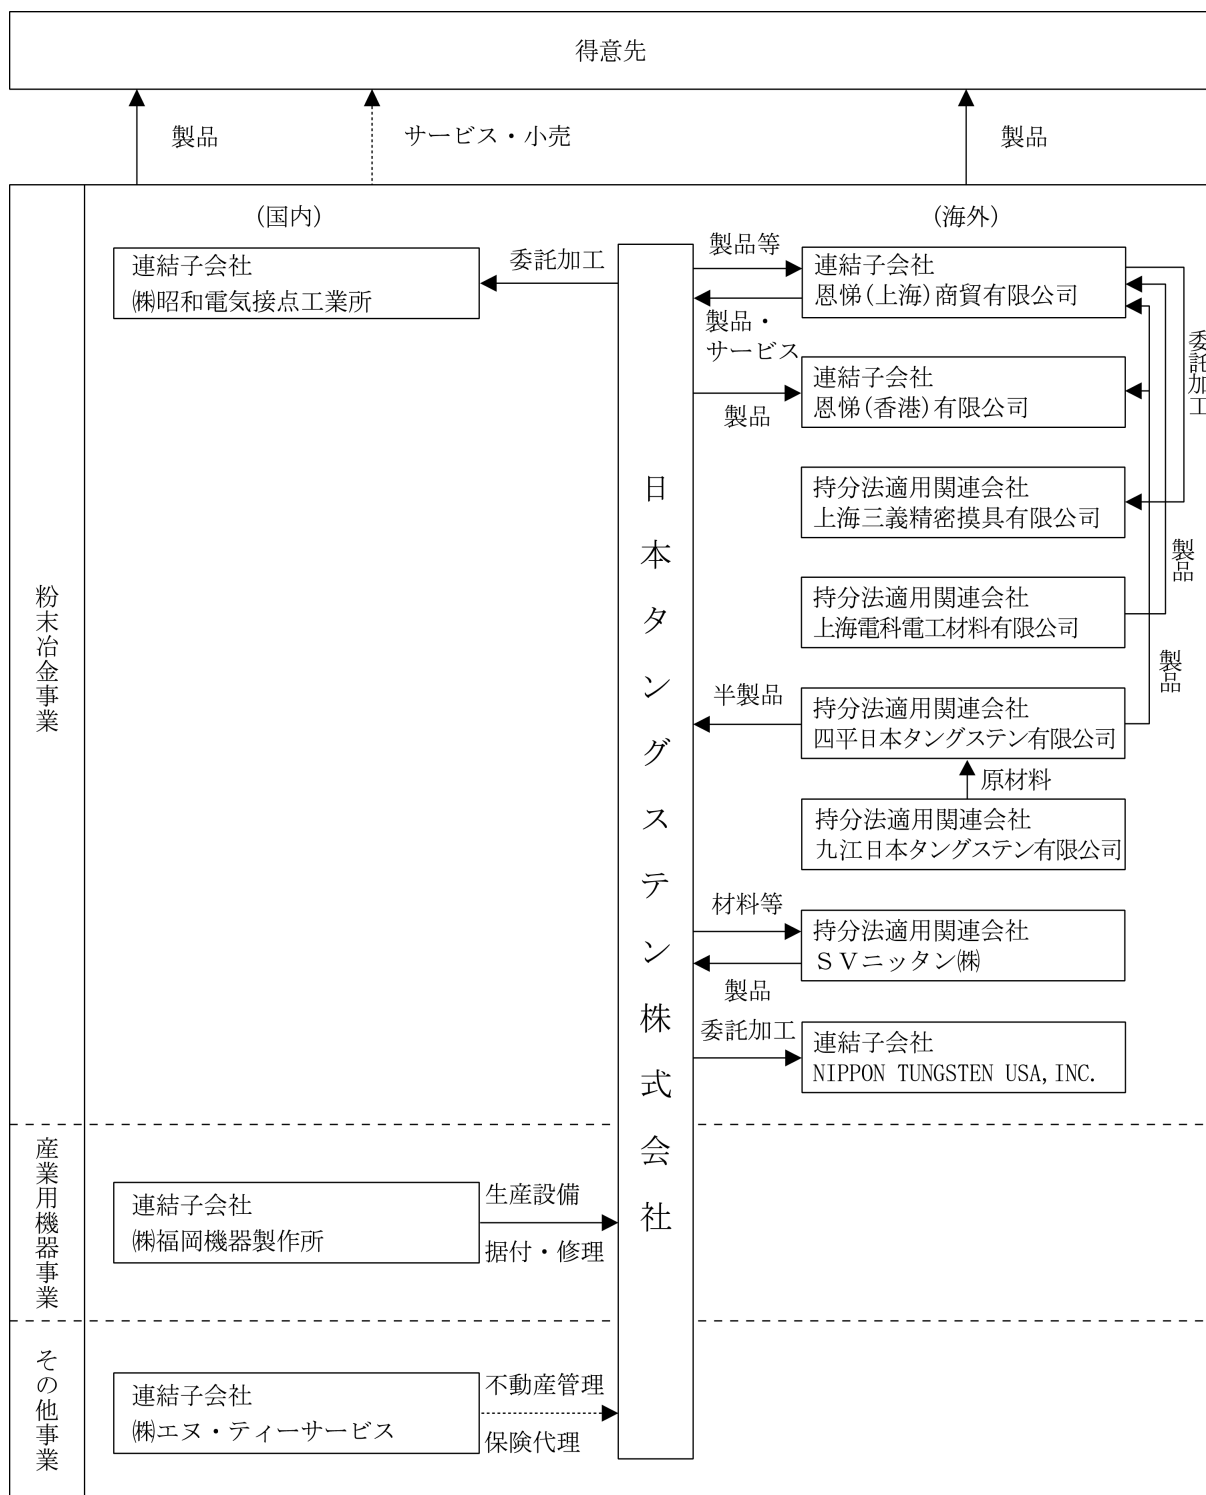 得意先
製品
サービス・小売
製品
(国内)
(海外)
粉末冶金事業
連結子会社
㈱昭和電気接点工業所
委託加工
日本タングステン株式会社
製品等
製品・
サービス
連結子会社
恩悌(上海)商貿有限公司
製品
連結子会社
恩悌(香港)有限公司
委託加工
持分法適用関連会社
上海三義精密摸具有限公司
製品
持分法適用関連会社
上海電科電工材料有限公司
製品
半製品
持分法適用関連会社
四平日本タングステン有限公司
原材料
持分法適用関連会社
九江日本タングステン有限公司
材料等
製品
持分法適用関連会社
ＳＶニッタン㈱
委託加工
連結子会社
NIPPON TUNGSTEN USA, INC.
産業用機器事業
連結子会社
㈱福岡機器製作所
生産設備
据付・修理
その他事業
連結子会社
㈱エヌ・ティーサービス
不動産管理
保険代理